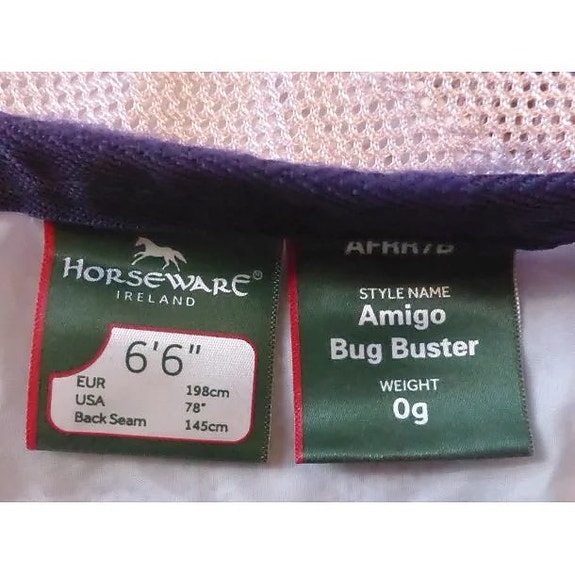 HORSEWARE®
IRELAND
6'6"
EUR 198cm
USA 78"
Back Seam 145cm
STYLE NAME
Amigo
Bug Buster
WEIGHT
0g